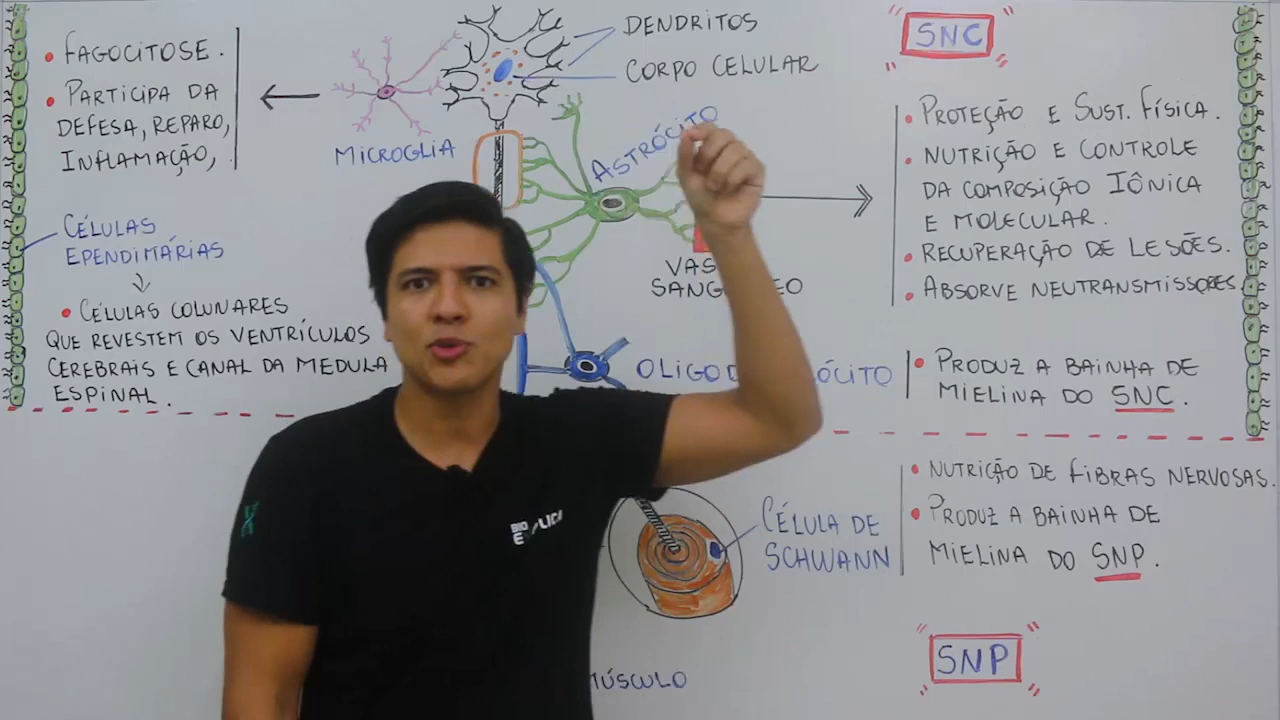 • FAGOCITOSE.
• PARTICIPA DA
DEFESA, REPARO,
INFLAMAÇÃO,
MICROGLIA
DENDRITOS
CORPO CELULAR
ASTRÓCITO
SNC
• PROTEÇÃO E SUST. FÍSICA.
• NUTRIÇÃO E CONTROLE
DA COMPOSIÇÃO IÔNICA
E MOLECULAR.
• RECUPERAÇÃO DE LESÕES.
• ABSORVE NEUTRANSMISSORES.
CÉLULAS
EPENDIMÁRIAS
• CÉLULAS COLUNARES
QUE REVESTEM OS VENTRÍCULOS
CEREBRAIS E CANAL DA MEDULA
ESPINAL.
• PRODUZ A BAINHA DE
MIELINA DO SNC.
CÉLULA DE
SCHWANN
• NUTRIÇÃO DE FIBRAS NERVOSAS.
• PRODUZ A BAINHA DE
MIELINA DO SNP.
SNP
BIO